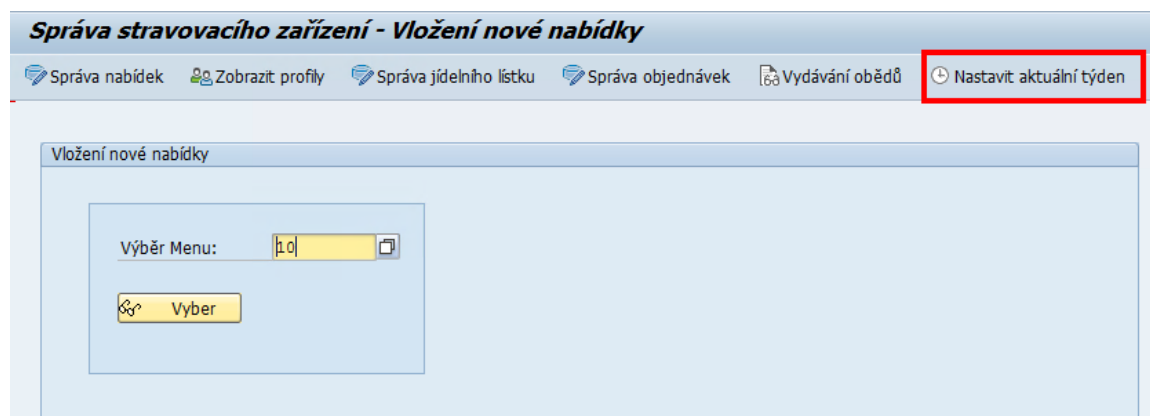 Správa stravovacího zařízení - Vložení nové nabídky
Správa nabídek Zobrazit profily Správa jídelního lístku Správa objednávek Vydávání obědů Nastavit aktuální týden
Vložení nové nabídky
Výběr Menu: 10
Vyber